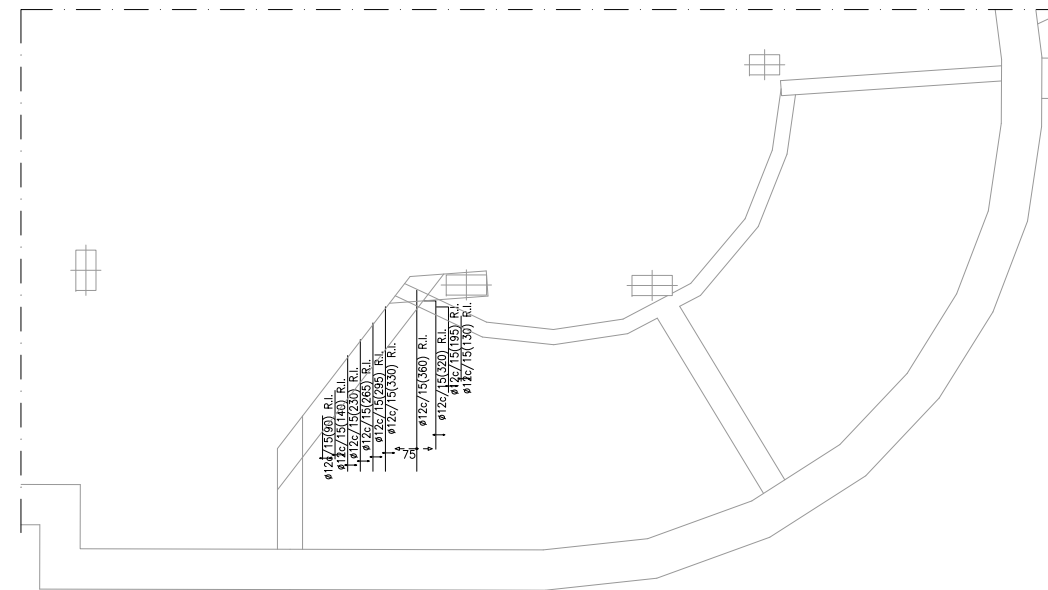 ø12c/15(90) R.I.
ø12c/15(140) R.I.
ø12c/15(230) R.I.
ø12c/15(265) R.I.
ø12c/15(295) R.I.
ø12c/15(330) R.I.
ø12c/15(360) R.I.
ø12c/15(320) R.I.
ø12c/15(195) R.I.
ø12c/15(130) R.I.
75